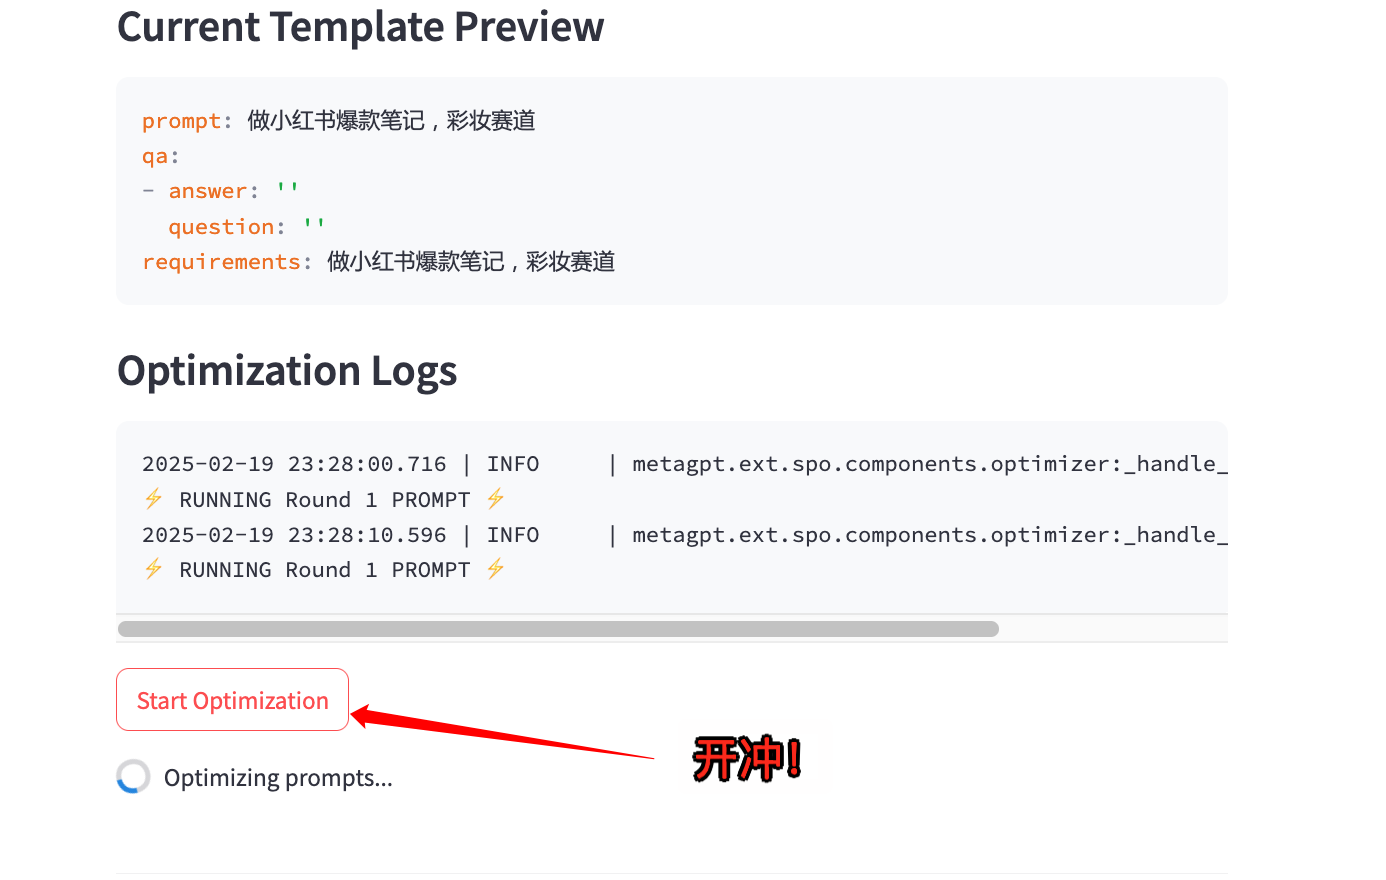 Current Template Preview
prompt: 做小红书爆款笔记，彩妆赛道
qa:
- answer: ''
  question: ''
requirements: 做小红书爆款笔记，彩妆赛道
Optimization Logs
2025-02-19 23:28:00.716 | INFO     | metagpt.ext.spo.components.optimizer:_handle_
⚡ RUNNING Round 1 PROMPT ⚡
2025-02-19 23:28:10.596 | INFO     | metagpt.ext.spo.components.optimizer:_handle_
⚡ RUNNING Round 1 PROMPT ⚡
Start Optimization
开冲！
Optimizing prompts...